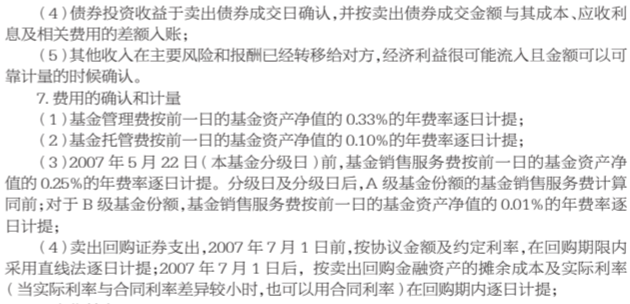 (4)债券投资收益于卖出债券成交日确认,并按卖出债券成交金额与其成本、应收利
息及相关费用的差额入账;
(5)其他收入在主要风险和报酬已经转移给对方,经济利益很可能流入且金额可以可
靠计量的时候确认。
7.费用的确认和计量
(1)基金管理费按前一日的基金资产净值的0.33%的年费率逐日计提;
(2)基金托管费按前一日的基金资产净值的0.10%的年费率逐日计提;
(3)2007年5月22日(本基金分级日)前,基金销售服务费按前一日的基金资产净
值的0.25%的年费率逐日计提。分级日及分级日后,A级基金份额的基金销售服务费计算
同前;对于B级基金份额,基金销售服务费按前一日的基金资产净值的0.01%的年费率逐
日计提;
(4)卖出回购证券支出,2007年7月1日前,按协议金额及约定利率,在回购期限内
采用直线法逐日计提;2007年7月1日后,按卖出回购金融资产的摊余成本及实际利率
(当实际利率与合同利率差异较小时,也可以用合同利率)在回购期内逐日计提;